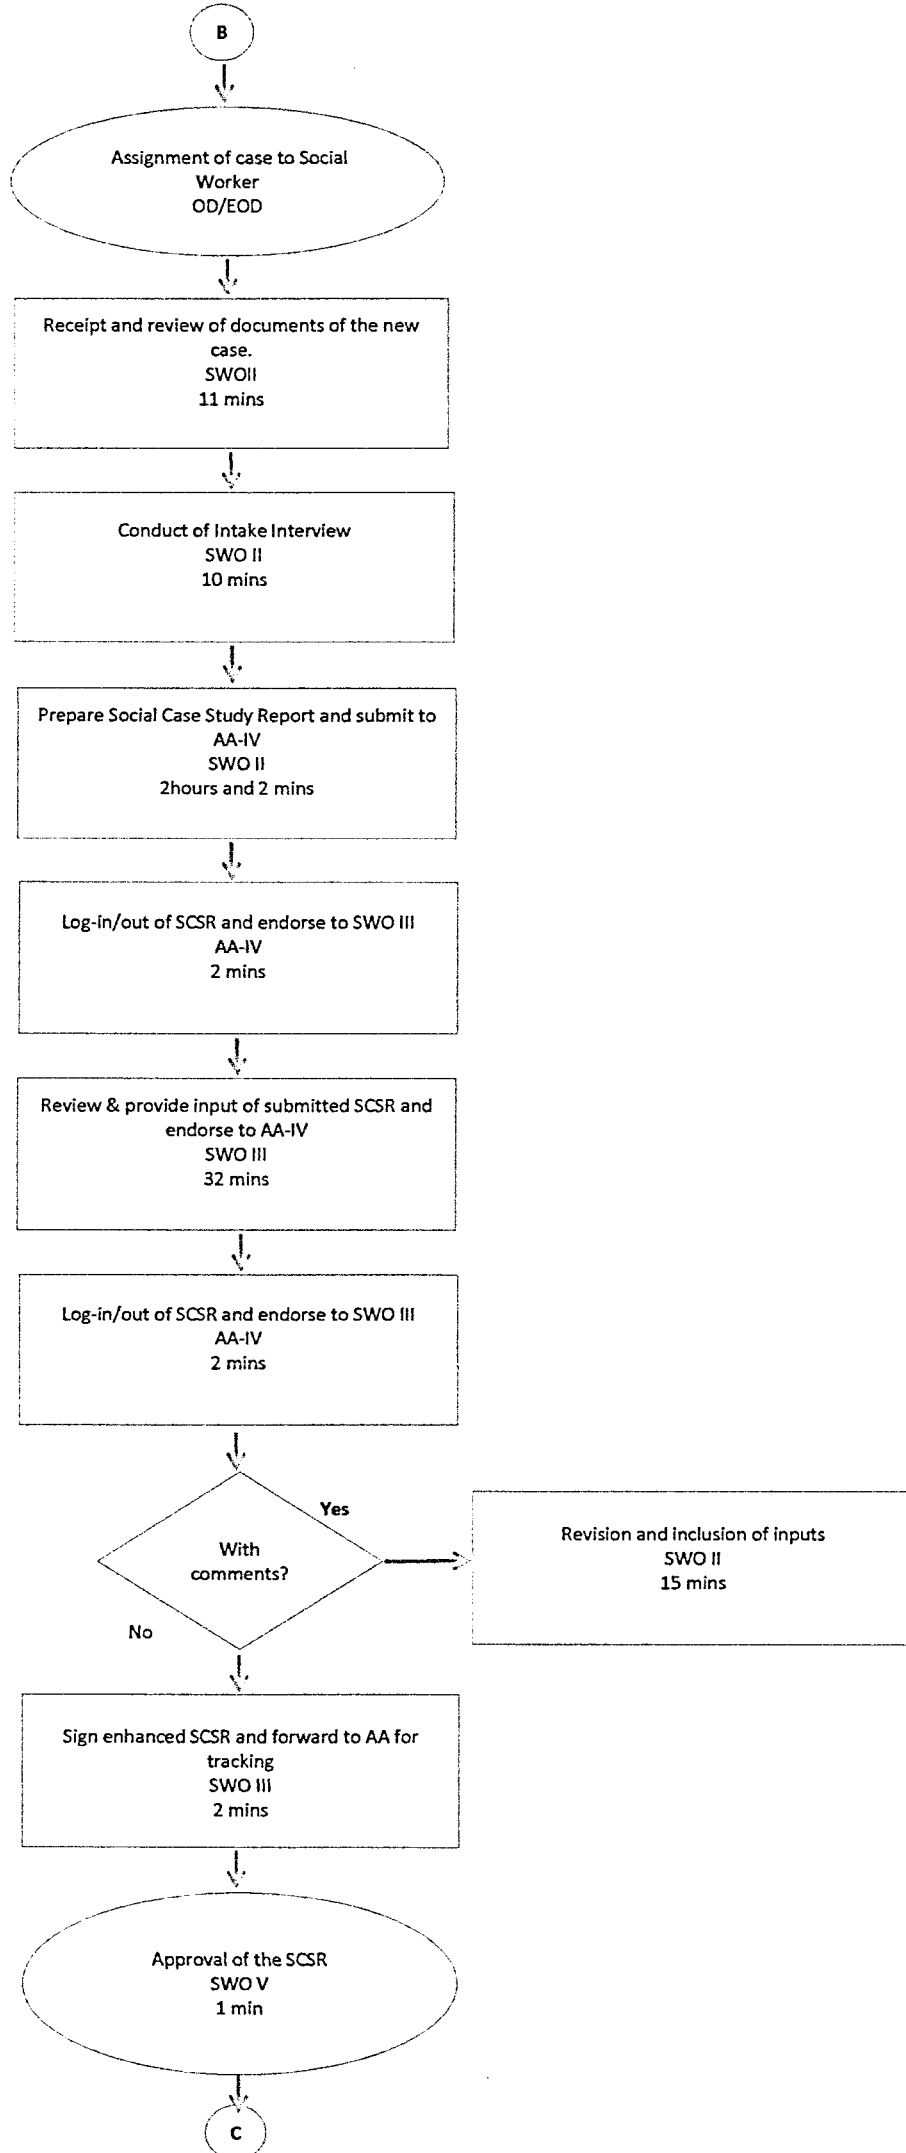 B
Assignment of case to Social
Worker
OD/EOD
Receipt and review of documents of the new
case.
SWOII
11 mins
Conduct of Intake Interview
SWO II
10 mins
Prepare Social Case Study Report and submit to
AA-IV
SWO II
2hours and 2 mins
Log-in/out of SCSR and endorse to SWO III
AA-IV
2 mins
Review & provide input of submitted SCSR and
endorse to AA-IV
SWO III
32 mins
Log-in/out of SCSR and endorse to SWO III
AA-IV
2 mins
Yes
With
comments?
Revision and inclusion of inputs
SWO II
15 mins
No
Sign enhanced SCSR and forward to AA for
tracking
SWO III
2 mins
Approval of the SCSR
SWO V
1 min
C